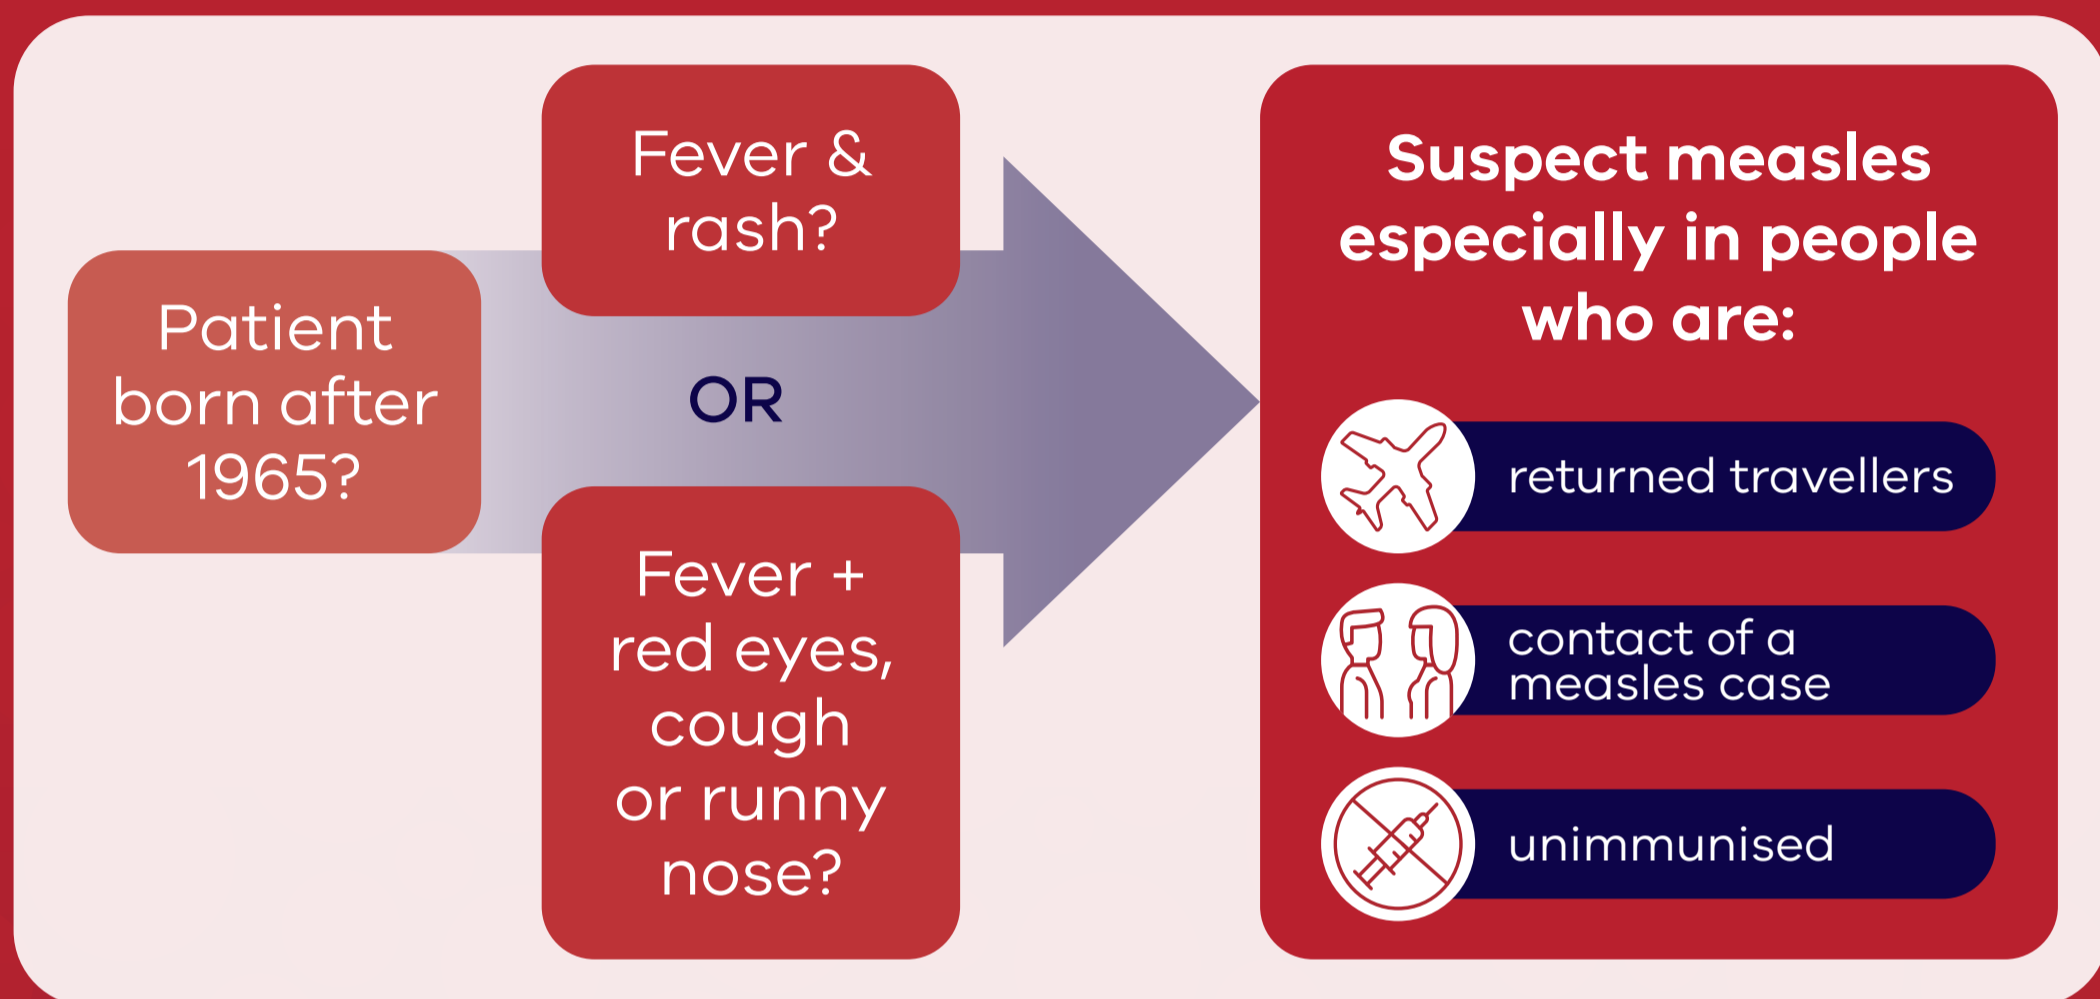 Patient
born after
1965?
Fever &
rash?
OR
Fever +
red eyes,
cough
or runny
nose?
Suspect measles
especially in people
who are:
returned travellers
contact of a
measles case
unimmunised